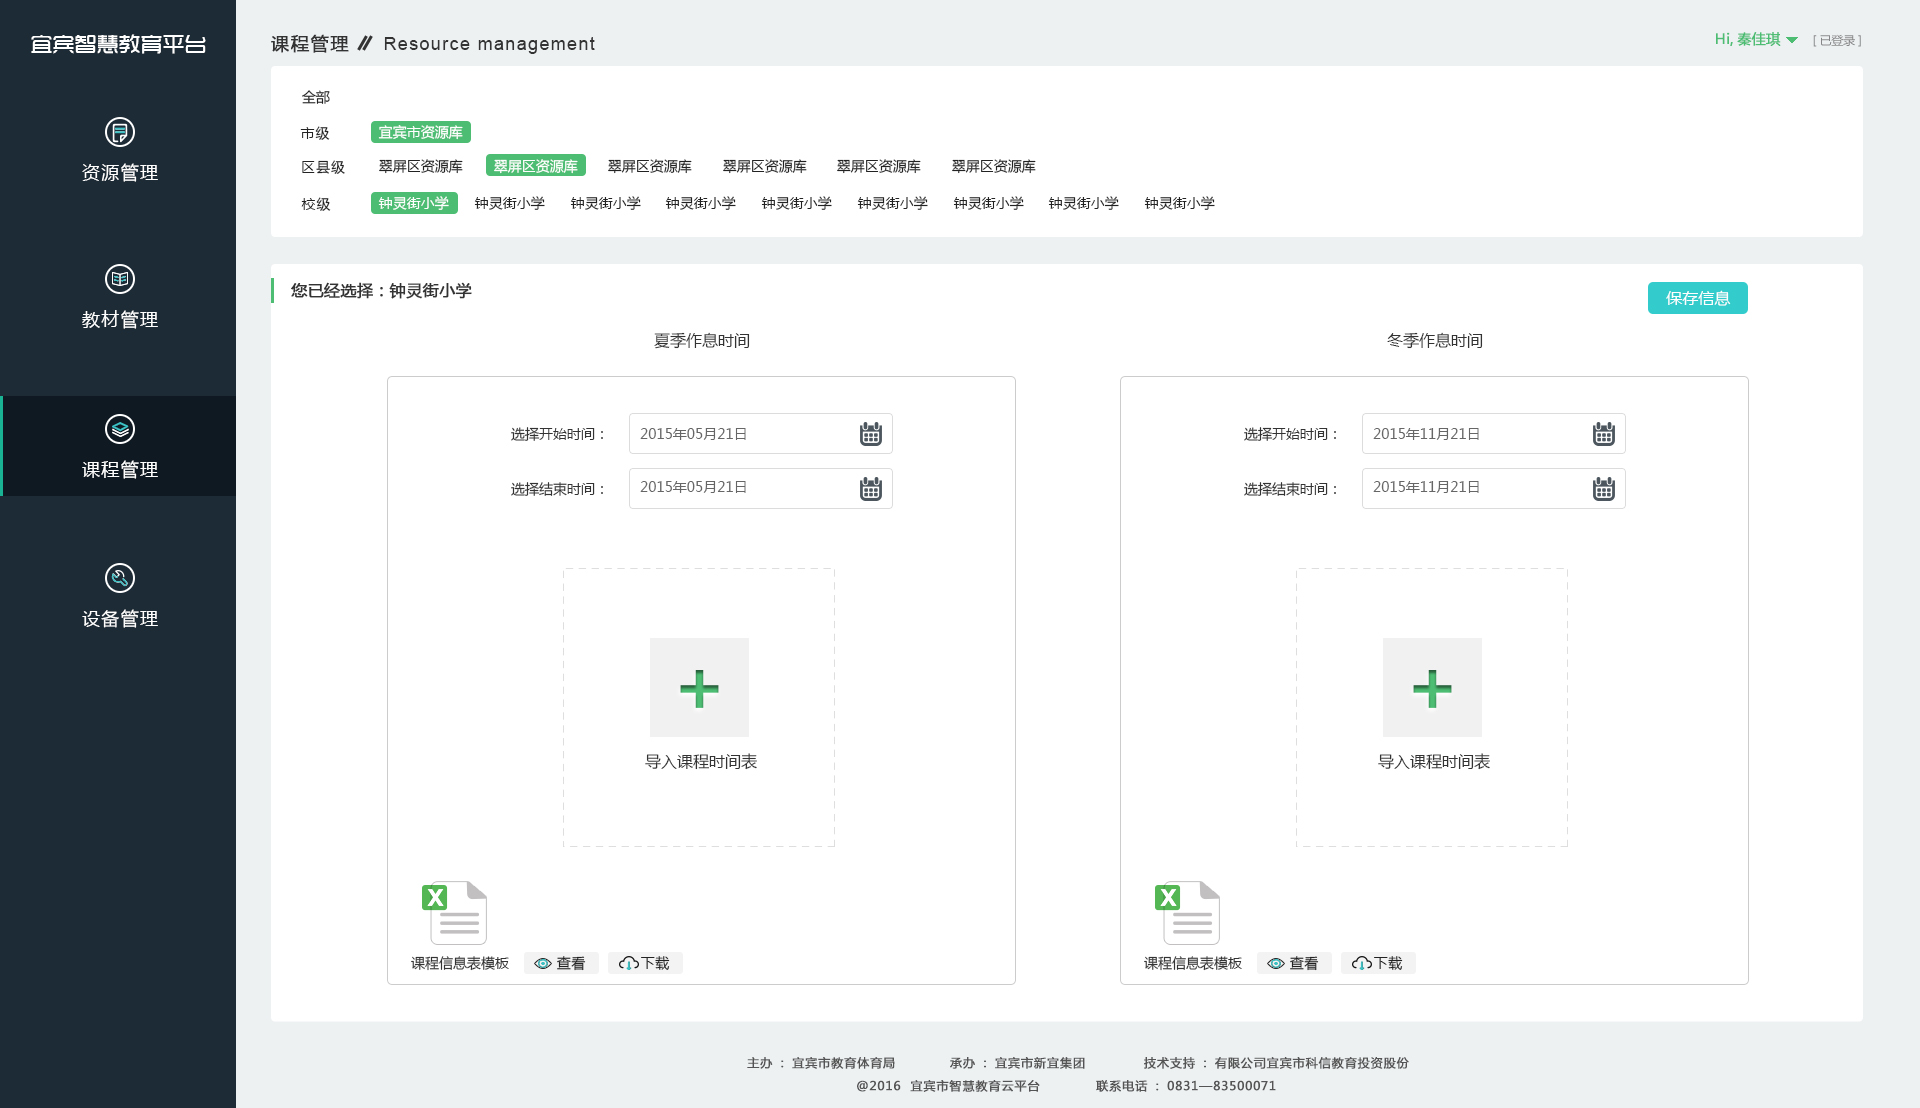 宜宾智慧教育平台
资源管理
教材管理
课程管理
设备管理
课程管理 // Resource management
Hi, 秦佳琪 [ 已登录 ]
全部
市级 宜宾市资源库
区县级 翠屏区资源库 翠屏区资源库 翠屏区资源库 翠屏区资源库 翠屏区资源库 翠屏区资源库
校级 钟灵街小学 钟灵街小学 钟灵街小学 钟灵街小学 钟灵街小学 钟灵街小学 钟灵街小学 钟灵街小学 钟灵街小学
您已经选择：钟灵街小学
保存信息
夏季作息时间
选择开始时间： 2015年05月21日
选择结束时间： 2015年05月21日
导入课程时间表
X
课程信息表模板 查看 下载
冬季作息时间
选择开始时间： 2015年11月21日
选择结束时间： 2015年11月21日
导入课程时间表
X
课程信息表模板 查看 下载
主办 ： 宜宾市教育体育局 承办 ： 宜宾市新宜集团 技术支持 ： 有限公司宜宾市科信教育投资股份
@2016 宜宾市智慧教育云平台 联系电话 ： 0831—83500071